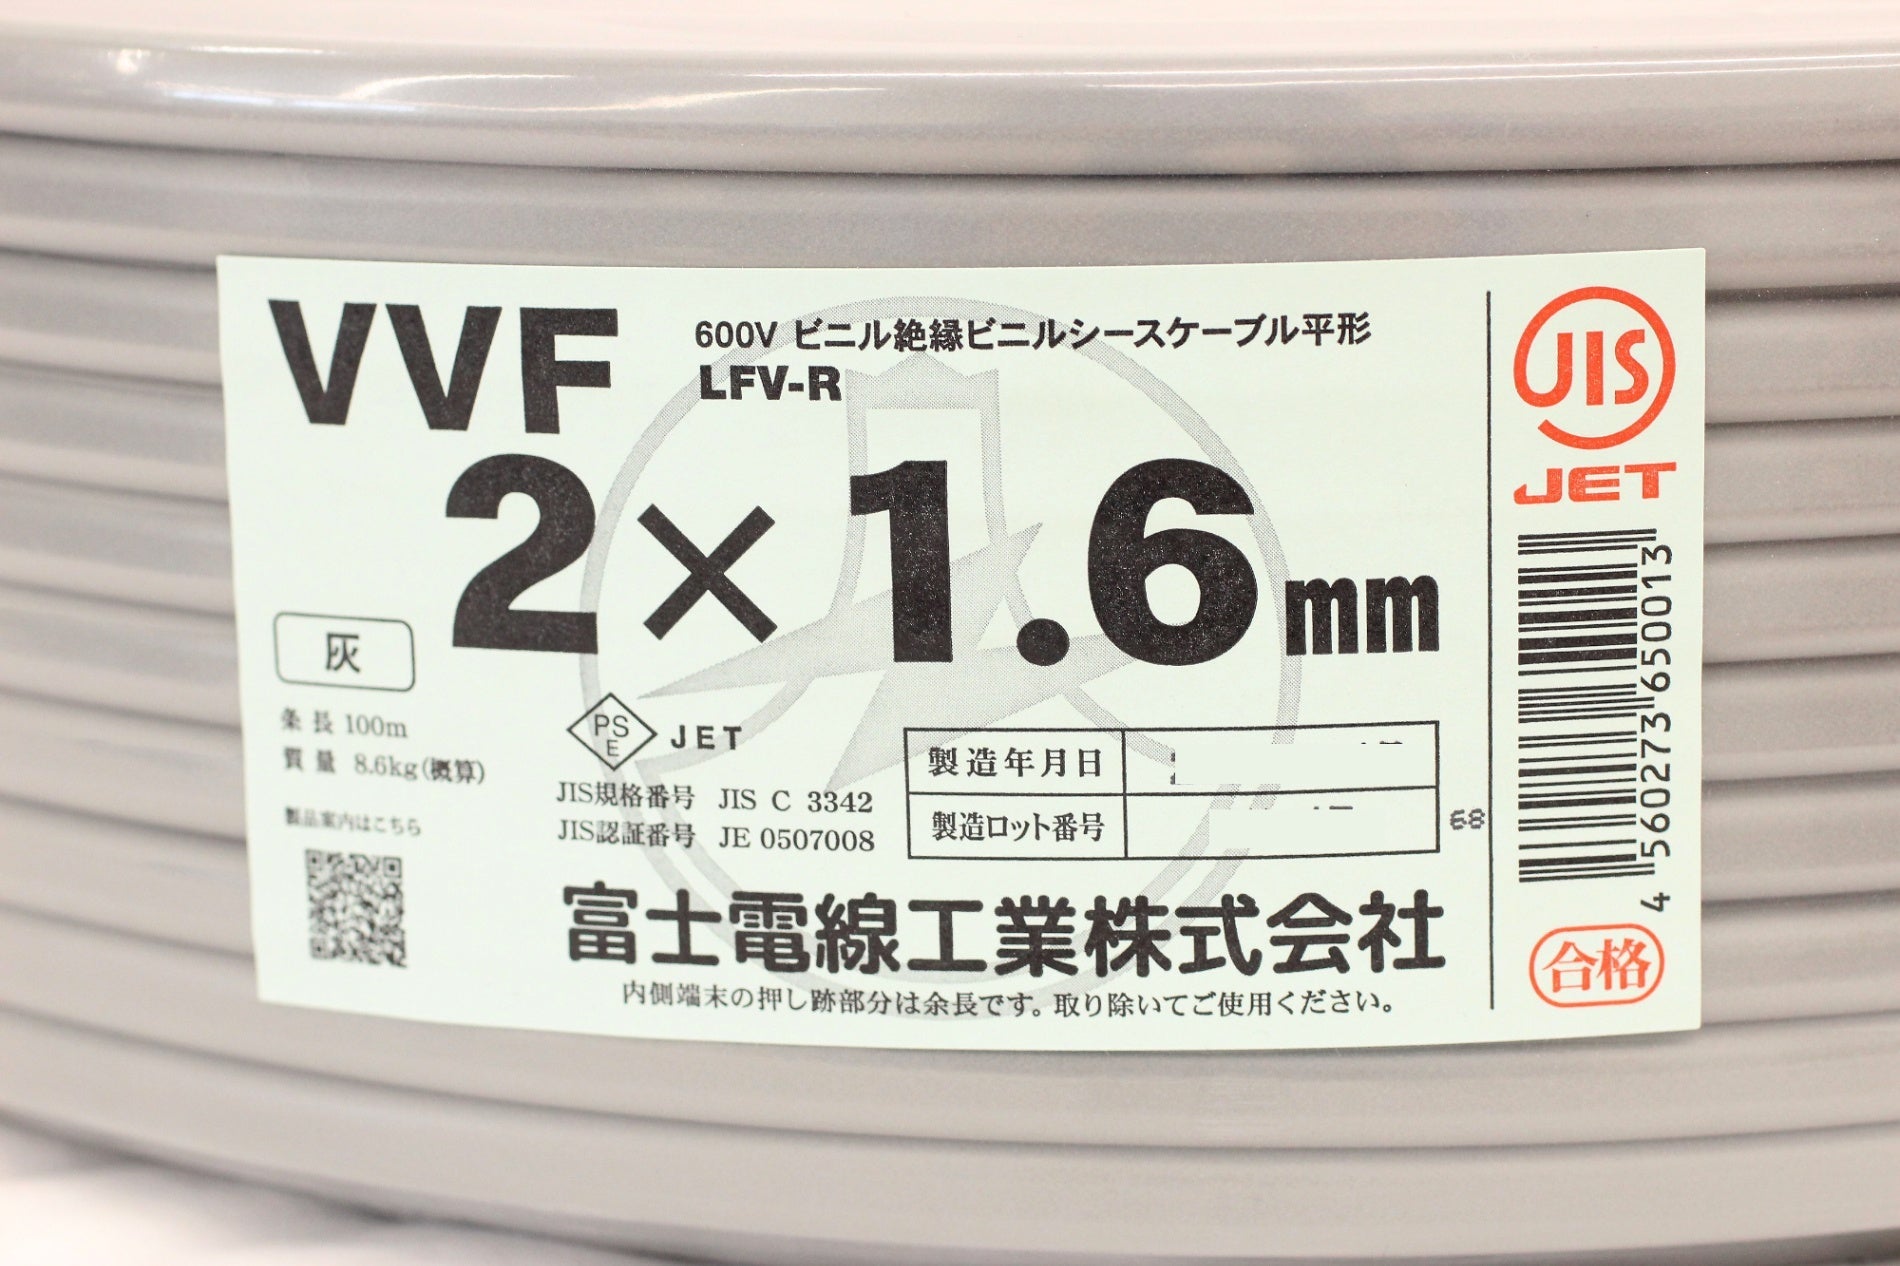 VVF
600V ビニル絶縁ビニルシースケーブル平形
LFV-R
2×1.6mm
灰
条長 100m
質量 8.6kg(概算)
製品案内はこちら
PS
E
JET
JIS規格番号 JIS C 3342
JIS認証番号 JE 0507008
製造年月日
製造ロット番号
富士電線工業株式会社
内側端末の押し跡部分は余長です。取り除いてご使用ください。
JIS
JET
4 560273 650013
合格